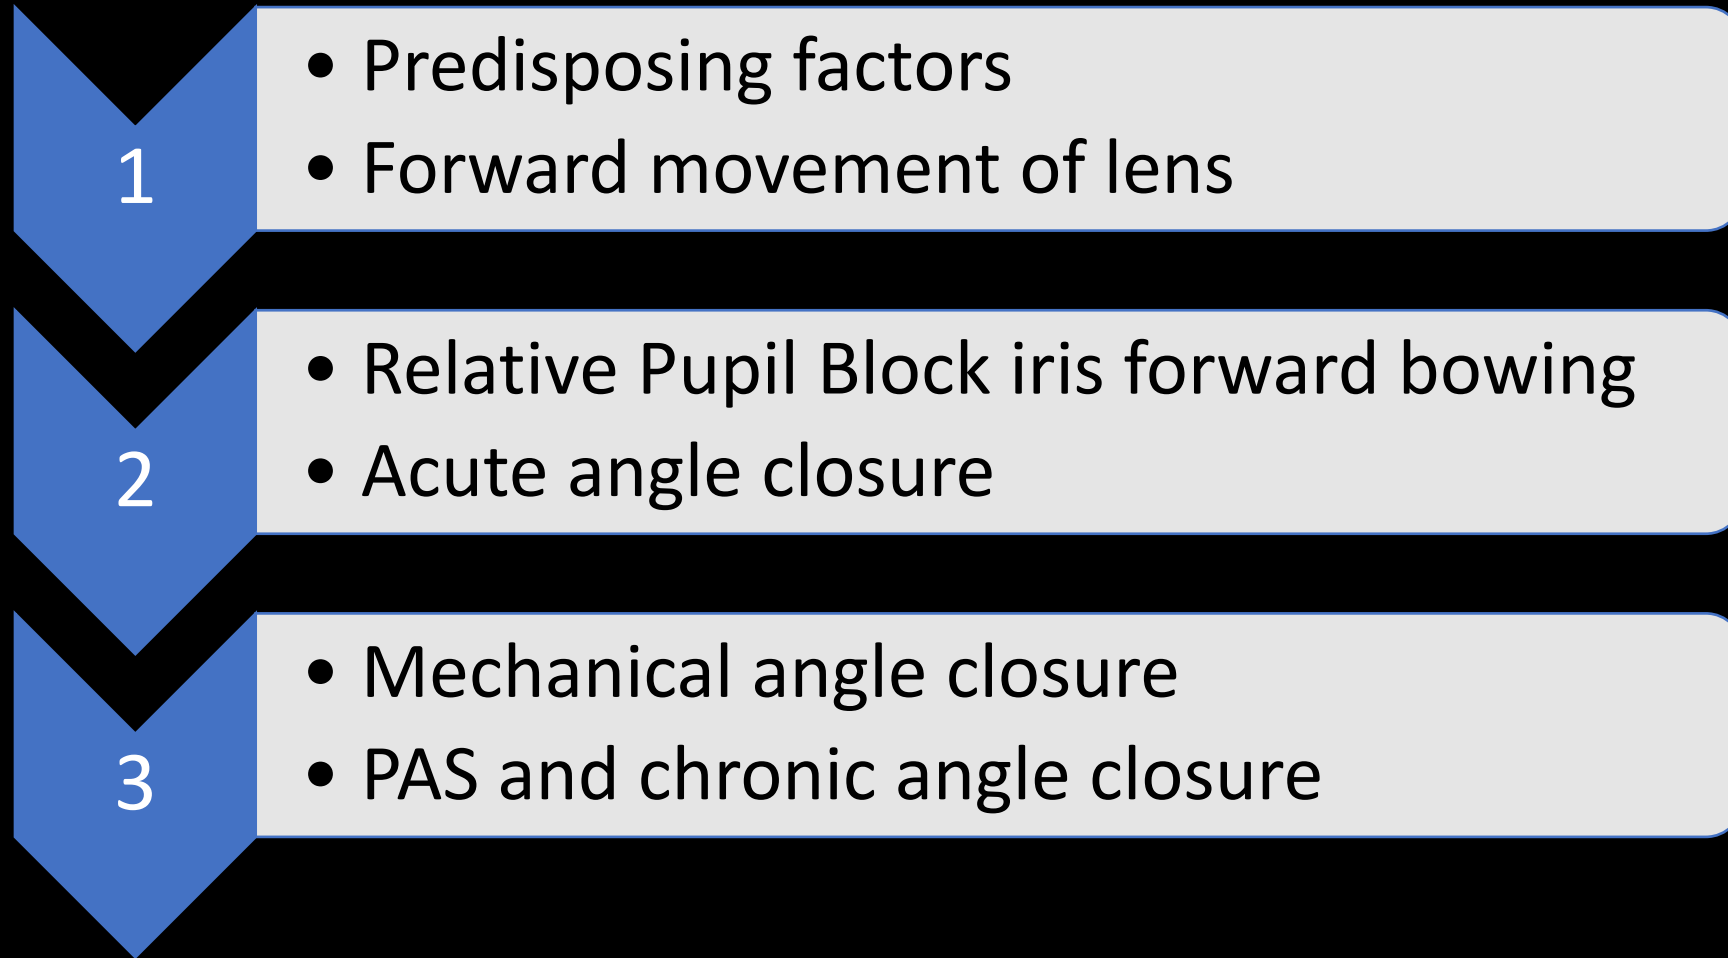 1
• Predisposing factors
• Forward movement of lens
2
• Relative Pupil Block iris forward bowing
• Acute angle closure
3
• Mechanical angle closure
• PAS and chronic angle closure